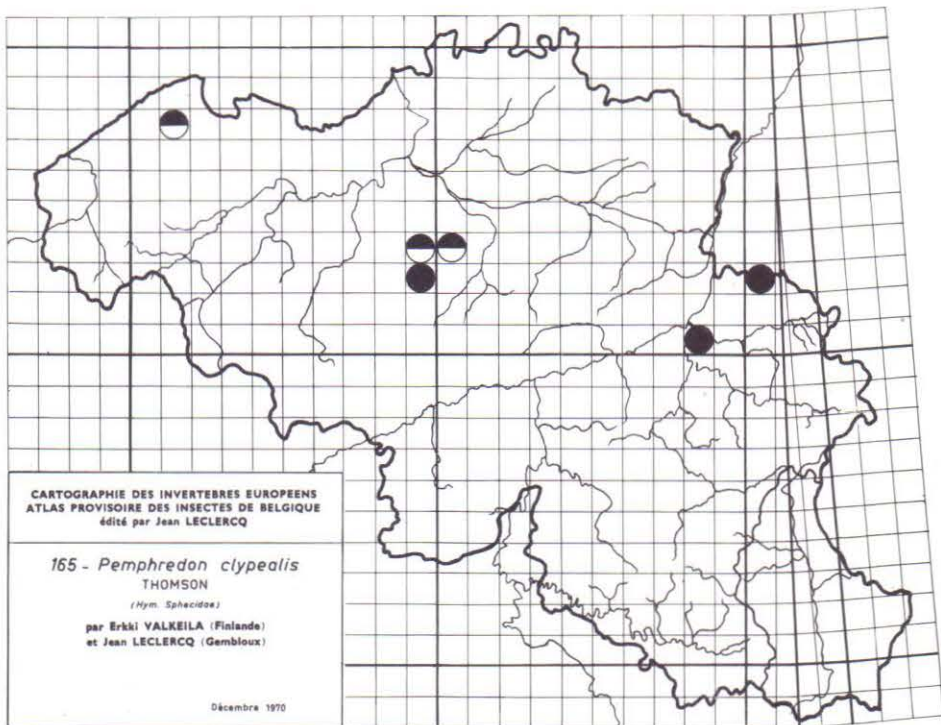 CARTOGRAPHIE DES INVERTEBRES EUROPEENS
ATLAS PROVISOIRE DES INSECTES DE BELGIQUE
édité par Jean LECLERCQ
165 - Pemphredon clypealis
THOMSON
(Hym. Sphecidae)
par Erkki VALKEILA (Finlande)
et Jean LECLERCQ (Gembloux)
Décembre 1970